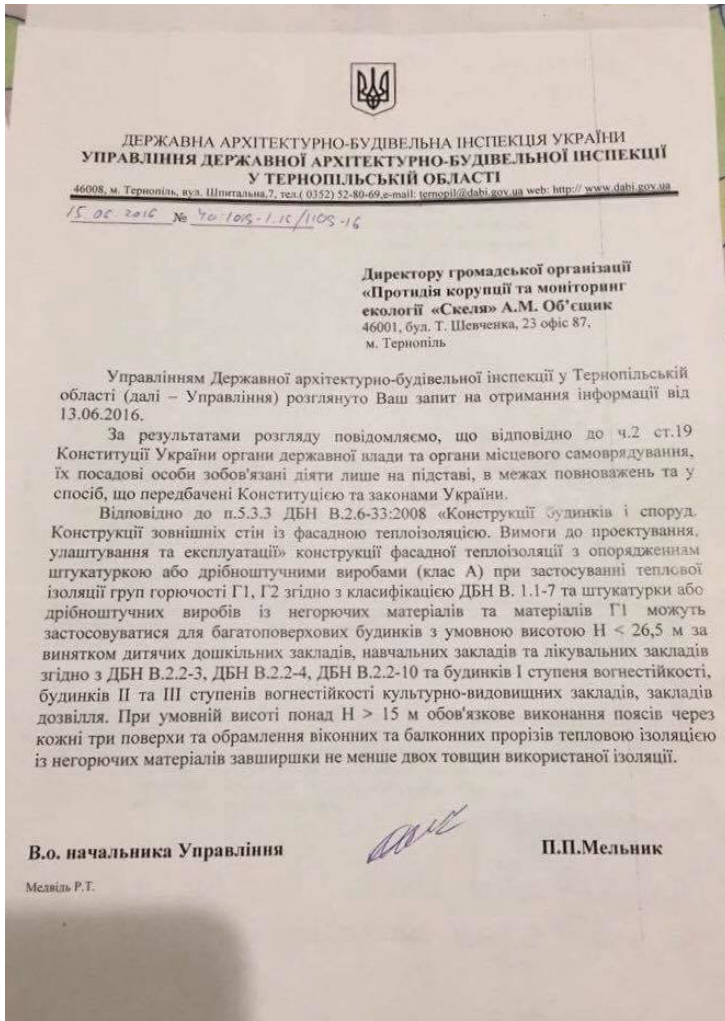 ДЕРЖАВНА АРХІТЕКТУРНО-БУДІВЕЛЬНА ІНСПЕКЦІЯ УКРАЇНИ
УПРАВЛІННЯ ДЕРЖАВНОЇ АРХІТЕКТУРНО-БУДІВЕЛЬНОЇ ІНСПЕКЦІЇ
У ТЕРНОПІЛЬСЬКІЙ ОБЛАСТІ
46008, м. Тернопіль, вул. Шпитальна,7, тел.( 0352) 52-80-69,e-mail: ternopil@dabi.gov.ua web: http:// www.dabi.gov.ua
15.06.2016 №
Директору громадської організації
«Протидія корупції та моніторинг
екології «Скеля» А.М. Об’єщик
46001, бул. Т. Шевченка, 23 офіс 87,
м. Тернопіль
Управлінням Державної архітектурно-будівельної інспекції у Тернопільській
області (далі – Управління) розглянуто Ваш запит на отримання інформації від
13.06.2016.
За результатами розгляду повідомляємо, що відповідно до ч.2 ст.19
Конституції України органи державної влади та органи місцевого самоврядування,
їх посадові особи зобов'язані діяти лише на підставі, в межах повноважень та у
спосіб, що передбачені Конституцією та законами України.
Відповідно до п.5.3.3 ДБН В.2.6-33:2008 «Конструкції будинків і споруд.
Конструкції зовнішніх стін із фасадною теплоізоляцією. Вимоги до проектування,
улаштування та експлуатації» конструкції фасадної теплоізоляції з опорядженням
штукатуркою або дрібноштучними виробами (клас А) при застосуванні теплової
ізоляції груп горючості Г1, Г2 згідно з класифікацією ДБН В. 1.1-7 та штукатурки або
дрібноштучних виробів із негорючих матеріалів та матеріалів Г1 можуть
застосовуватися для багатоповерхових будинків з умовною висотою Н < 26,5 м за
винятком дитячих дошкільних закладів, навчальних закладів та лікувальних закладів
згідно з ДБН В.2.2-3, ДБН В.2.2-4, ДБН В.2.2-10 та будинків І ступеня вогнестійкості,
будинків ІІ та ІІІ ступенів вогнестійкості культурно-видовищних закладів, закладів
дозвілля. При умовній висоті понад Н > 15 м обов'язкове виконання поясів через
кожні три поверхи та обрамлення віконних та балконних прорізів тепловою ізоляцією
із негорючих матеріалів завширшки не менше двох товщин використаної ізоляції.
В.о. начальника Управління П.П.Мельник
Медвідь Р.Т.